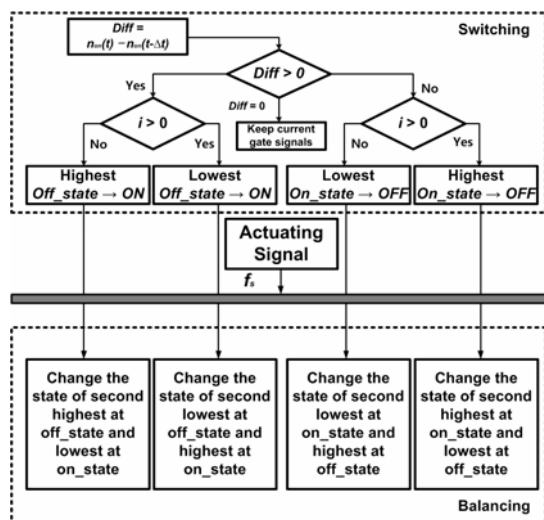 Diff =
nₒₙ(t) −nₒₙ(t-Δt)
Switching
Diff > 0
Yes
No
Diff = 0
i > 0
i > 0
Keep current
gate signals
No
Yes
No
Yes
Highest
Off_state → ON
Lowest
Off_state → ON
Lowest
On_state → OFF
Highest
On_state → OFF
Actuating
Signal
fₛ
Change the
state of second
highest at
off_state and
lowest at
on_state
Change the
state of second
lowest at
off_state and
highest at
on_state
Change the
state of second
lowest at
on_state and
highest at
off_state
Change the
state of second
highest at
on_state and
lowest at
off_state
Balancing